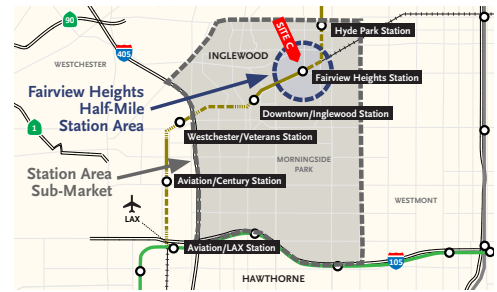 90
Hyde Park Station
SITE C
405
INGLEWOOD
WESTCHESTER
Fairview Heights Station
Fairview Heights
Half-Mile
Station Area
Downtown/Inglewood Station
1
Westchester/Veterans Station
Station Area
Sub-Market
MORNINGSIDE
PARK
Aviation/Century Station
WESTMONT
LAX
Aviation/LAX Station
105
HAWTHORNE